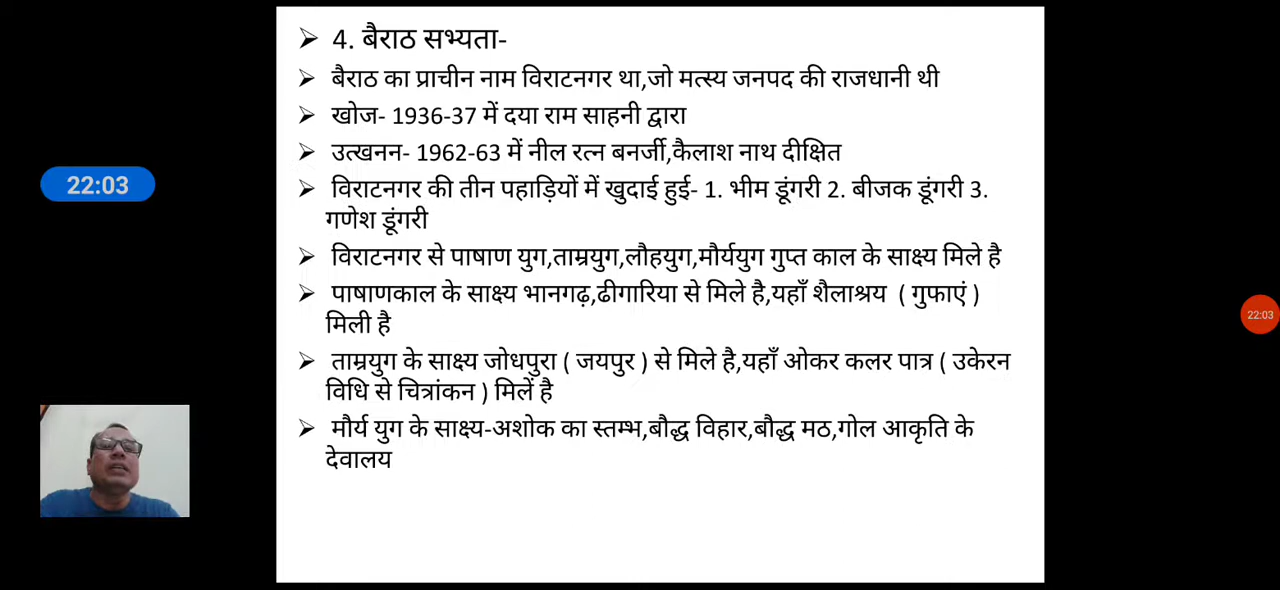 ➢ 4. बैराठ सभ्यता-
➢ बैराठ का प्राचीन नाम विराटनगर था,जो मत्स्य जनपद की राजधानी थी
➢ खोज- 1936-37 में दया राम साहनी द्वारा
➢ उत्खनन- 1962-63 में नील रत्न बनर्जी,कैलाश नाथ दीक्षित
➢ विराटनगर की तीन पहाड़ियों में खुदाई हुई- 1. भीम डूंगरी 2. बीजक डूंगरी 3.
गणेश डूंगरी
➢ विराटनगर से पाषाण युग,ताम्रयुग,लौहयुग,मौर्ययुग गुप्त काल के साक्ष्य मिले है
➢ पाषाणकाल के साक्ष्य भानगढ़,ढीगारिया से मिले है,यहाँ शैलाश्रय ( गुफाएं )
मिली है
➢ ताम्रयुग के साक्ष्य जोधपुरा ( जयपुर ) से मिले है,यहाँ ओकर कलर पात्र ( उकेरन
विधि से चित्रांकन ) मिलें है
➢ मौर्य युग के साक्ष्य-अशोक का स्तम्भ,बौद्ध विहार,बौद्ध मठ,गोल आकृति के
देवालय
22:03
22:03